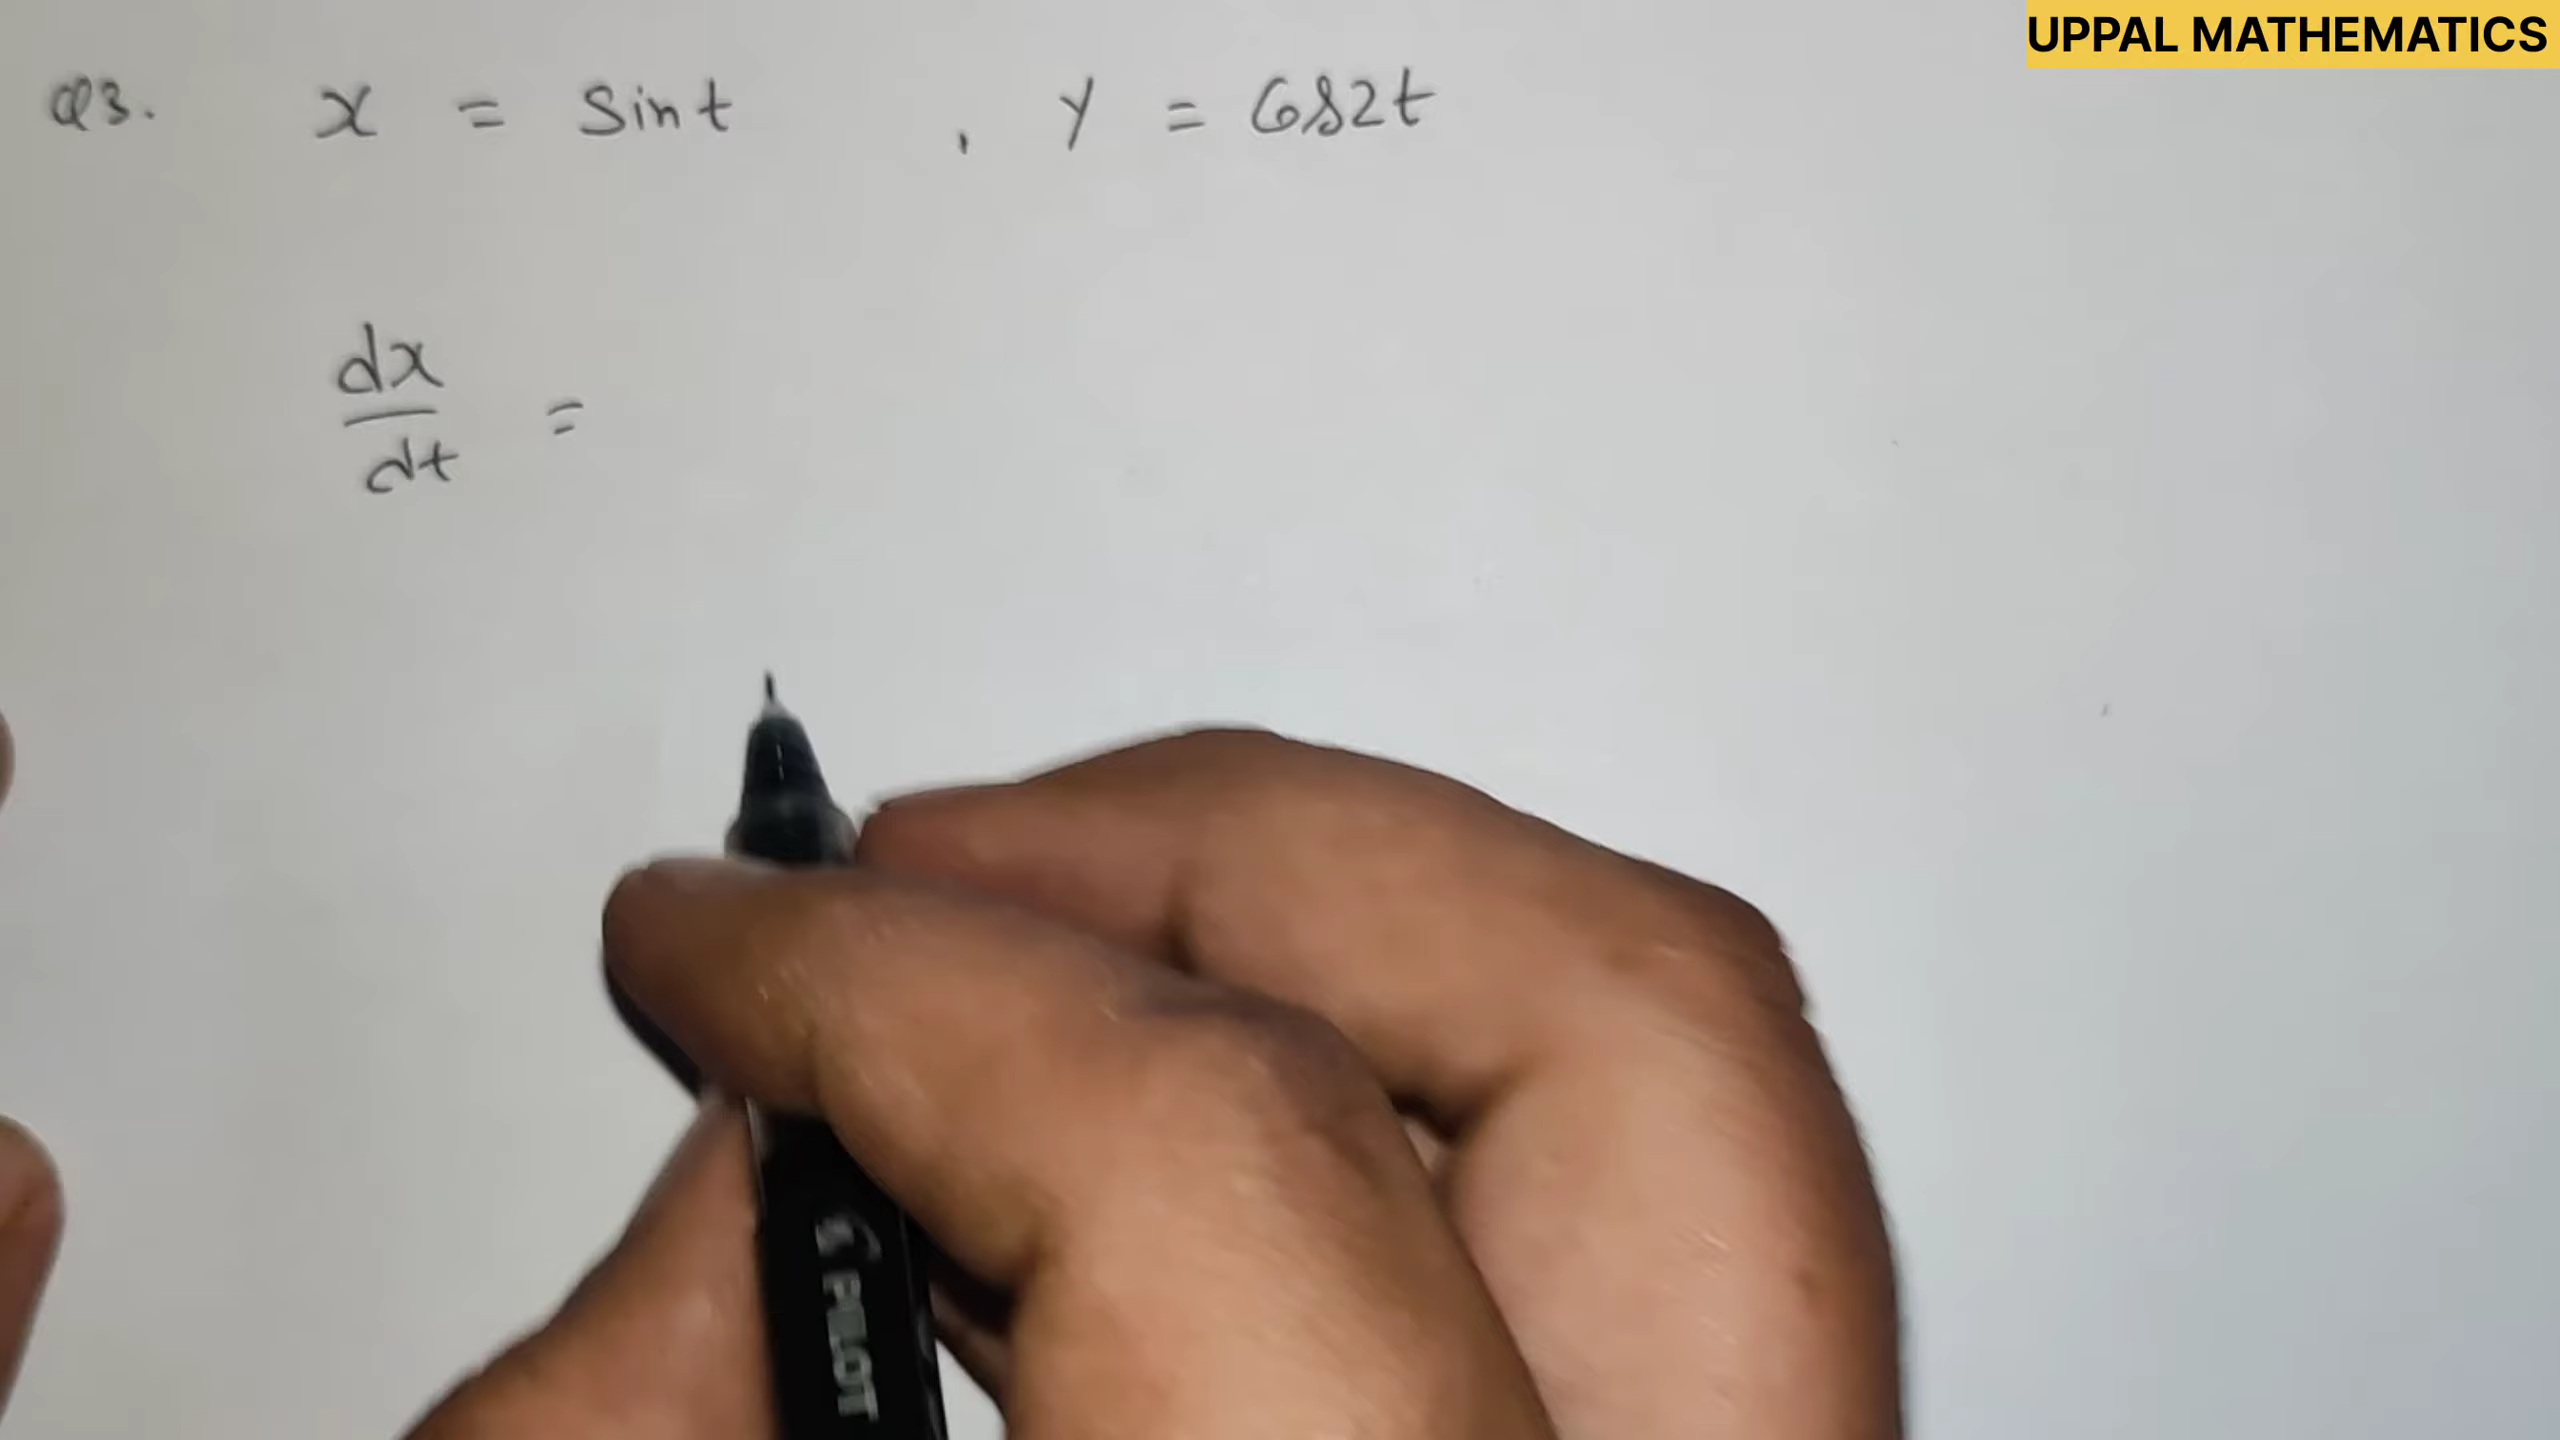 UPPAL MATHEMATICS
Q3. x = Sint , y = Cos2t
dx/dt =
PILOT